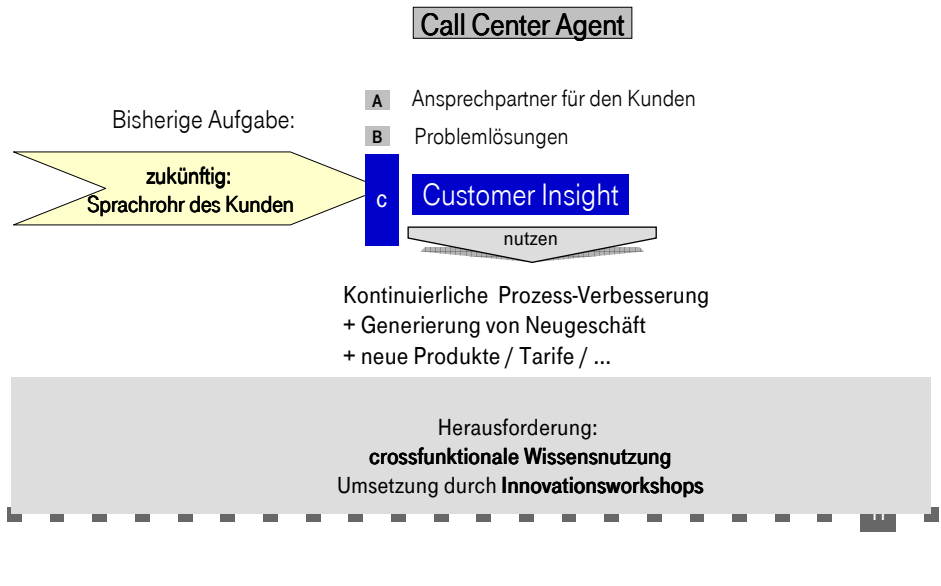 Call Center Agent
Bisherige Aufgabe:
A Ansprechpartner für den Kunden
B Problemlösungen
zukünftig:
Sprachrohr des Kunden
C Customer Insight
nutzen
Kontinuierliche Prozess-Verbesserung
+ Generierung von Neugeschäft
+ neue Produkte / Tarife / ...
Herausforderung:
crossfunktionale Wissensnutzung
Umsetzung durch Innovationsworkshops